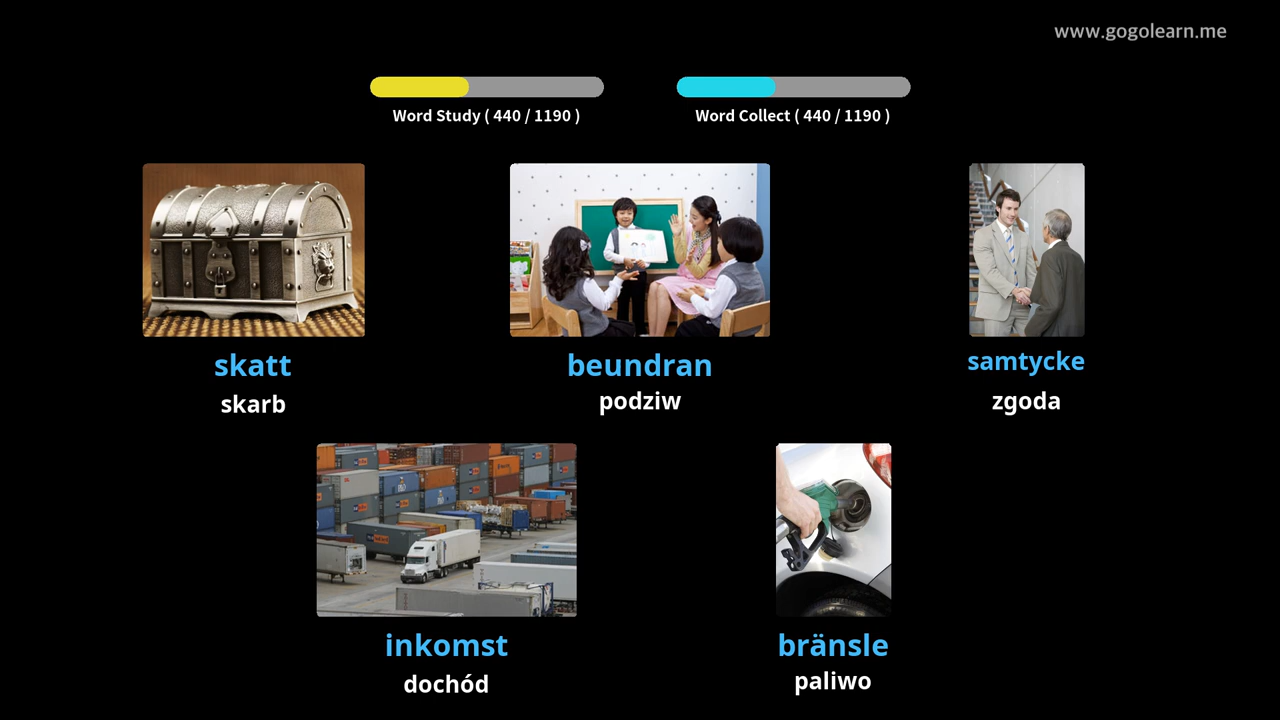 www.gogolearn.me
Word Study ( 440 / 1190 )
Word Collect ( 440 / 1190 )
skatt
skarb
beundran
podziw
samtycke
zgoda
inkomst
dochód
bränsle
paliwo